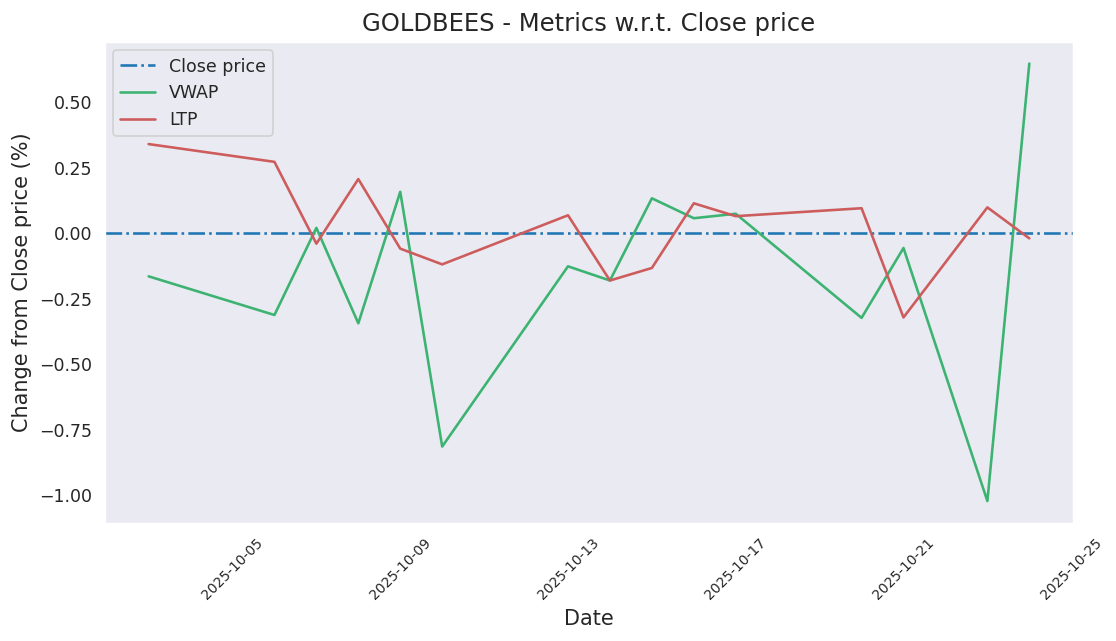 GOLDBEES - Metrics w.r.t. Close price
Close price
VWAP
LTP
Change from Close price (%)
0.50
0.25
0.00
−0.25
−0.50
−0.75
−1.00
2025-10-05
2025-10-09
2025-10-13
2025-10-17
2025-10-21
2025-10-25
Date